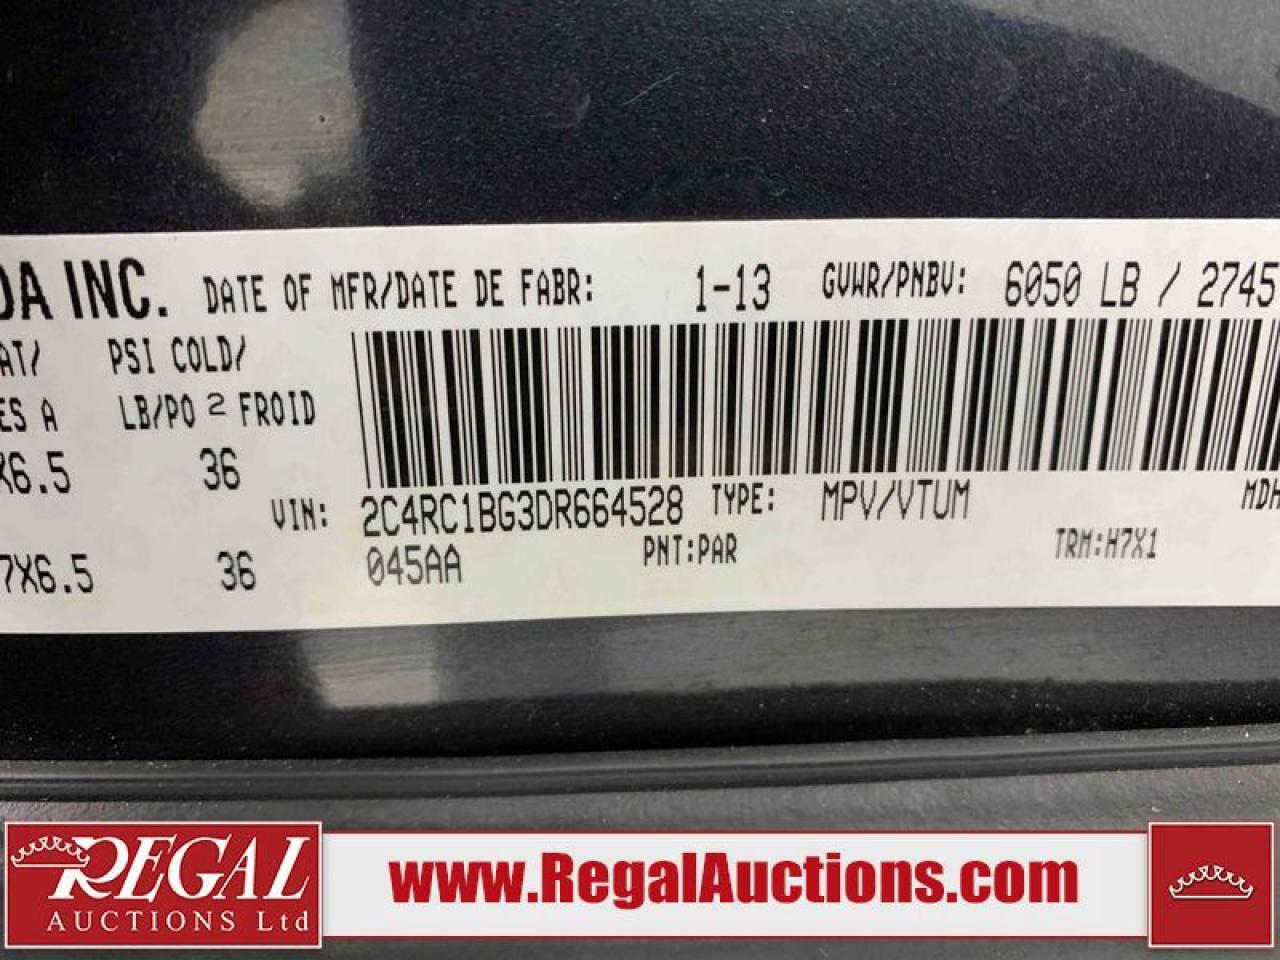 DA INC. DATE OF MFR/DATE DE FABR: 1-13 GVWR/PNBV: 6050 LB / 2745
AT/ PSI COLD/
ES A LB/PO 2 FROID
X6.5 36
VIN: 2C4RC1BG3DR664528 TYPE: MPV/VTUM MDH
7X6.5 36 045AA PNT:PAR TRM:H7X1
REGAL
AUCTIONS Ltd
www.RegalAuctions.com